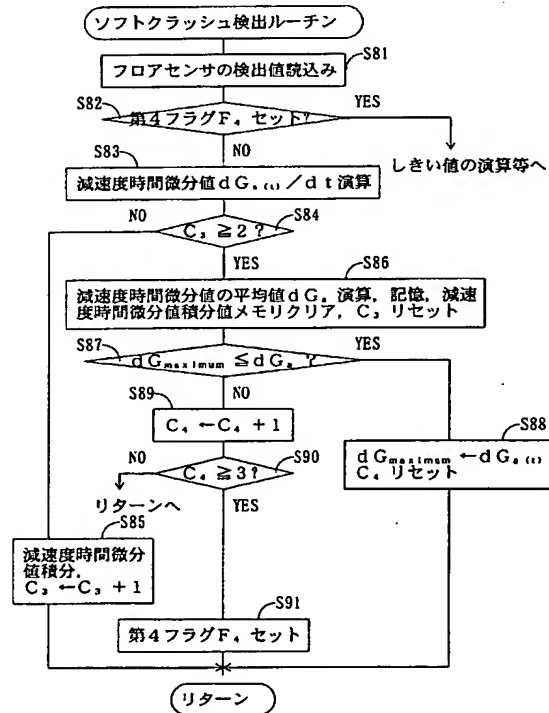 ソフトクラッシュ検出ルーチン
S81
フロアセンサの検出値読込み
S82
第4フラグF₄ セット?
YES
NO
しきい値の演算等へ
S83
減速度時間微分値dGₐ₍ₜ₎/dt演算
NO
S84
C₃≧2?
YES
S86
減速度時間微分値の平均値dGₐ演算,記憶,減速
度時間微分値積分値メモリクリア,C₃リセット
S87
dGmaximum≦dGₐ?
YES
NO
S89
C₄←C₄+1
S88
dGmaximum←dGₐ₍ₜ₎
C₄リセット
NO
S90
C₄≧3?
リターンへ
YES
S85
減速度時間微分
値積分,
C₃←C₃+1
S91
第4フラグF₄セット
リターン